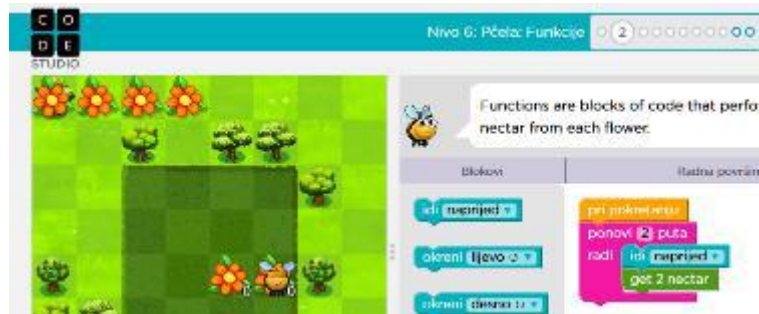 C O
D E
STUDIO
Nivo 6: Pčela: Funkcije
2
Functions are blocks of code that perfo
nectar from each flower.
Blokovi
Radna površin
idi naprijed
pri pokretanju
ponovi 2 puta
okreni lijevo
radi idi naprijed
get 2 nectar
okreni desno